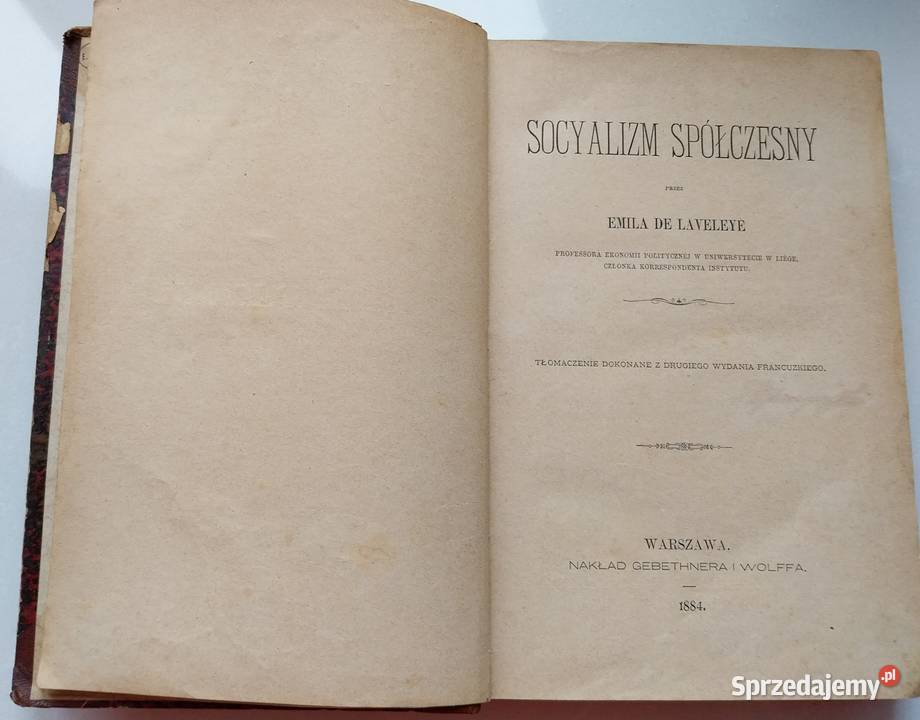 SOCYALIZM SPÓŁCZESNY
PRZEZ
EMILA DE LAVELEYE
PROFESSORA EKONOMII POLITYCZNEJ W UNIWERSYTECIE W LIÉGE,
CZŁONKA KORRESPONDENTA INSTYTUTU.
TŁOMACZENIE DOKONANE Z DRUGIEGO WYDANIA FRANCUZKIEGO.
WARSZAWA.
NAKŁAD GEBETHNERA I WOLFFA.
1884.
Sprzedajemy.pl